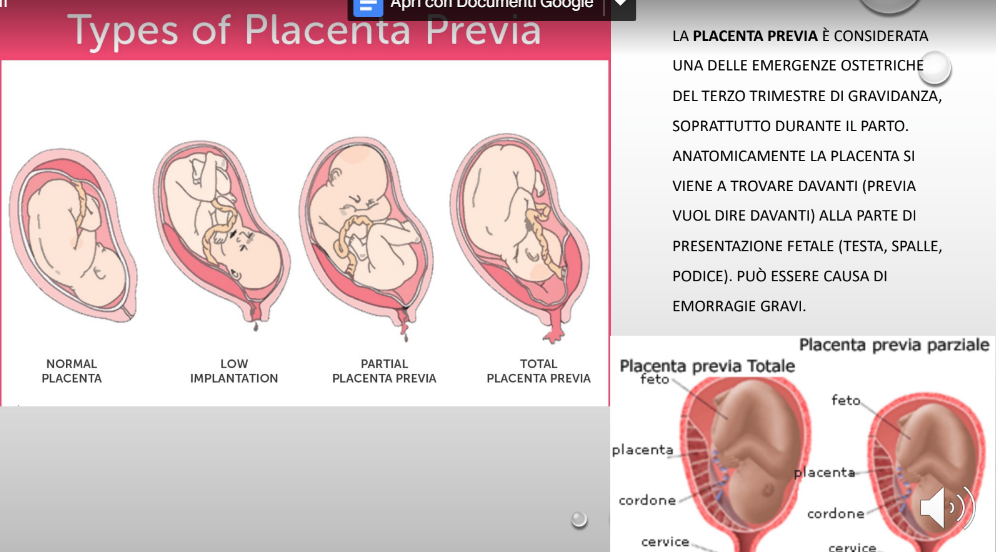 Apri con Documenti Google
Types of Placenta Previa
NORMAL
PLACENTA
LOW
IMPLANTATION
PARTIAL
PLACENTA PREVIA
TOTAL
PLACENTA PREVIA
LA PLACENTA PREVIA È CONSIDERATA
UNA DELLE EMERGENZE OSTETRICHE
DEL TERZO TRIMESTRE DI GRAVIDANZA,
SOPRATTUTTO DURANTE IL PARTO.
ANATOMICAMENTE LA PLACENTA SI
VIENE A TROVARE DAVANTI (PREVIA
VUOL DIRE DAVANTI) ALLA PARTE DI
PRESENTAZIONE FETALE (TESTA, SPALLE,
PODICE). PUÒ ESSERE CAUSA DI
EMORRAGIE GRAVI.
Placenta previa Totale
feto
placenta
cordone
cervice
Placenta previa parziale
feto
placenta
cordone
cervice